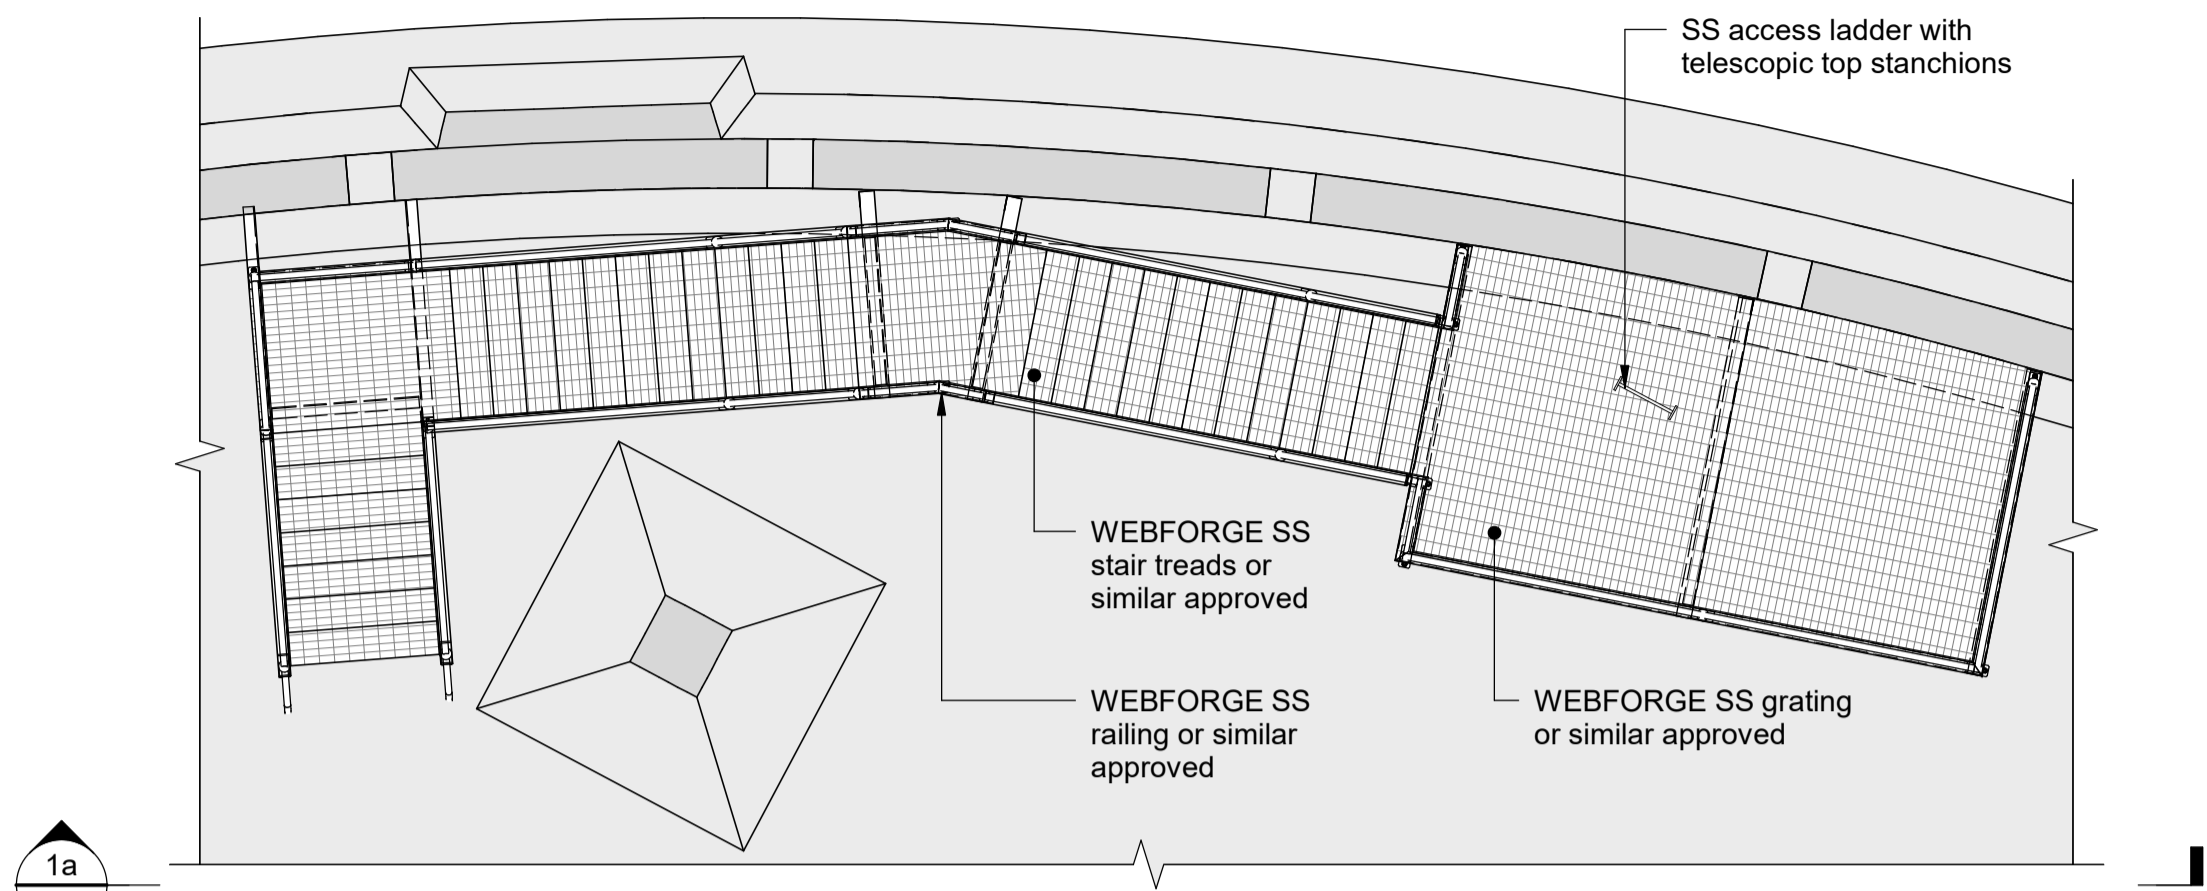 SS access ladder with
telescopic top stanchions
WEBFORGE SS
stair treads or
similar approved
WEBFORGE SS
railing or similar
approved
WEBFORGE SS grating
or similar approved
1a